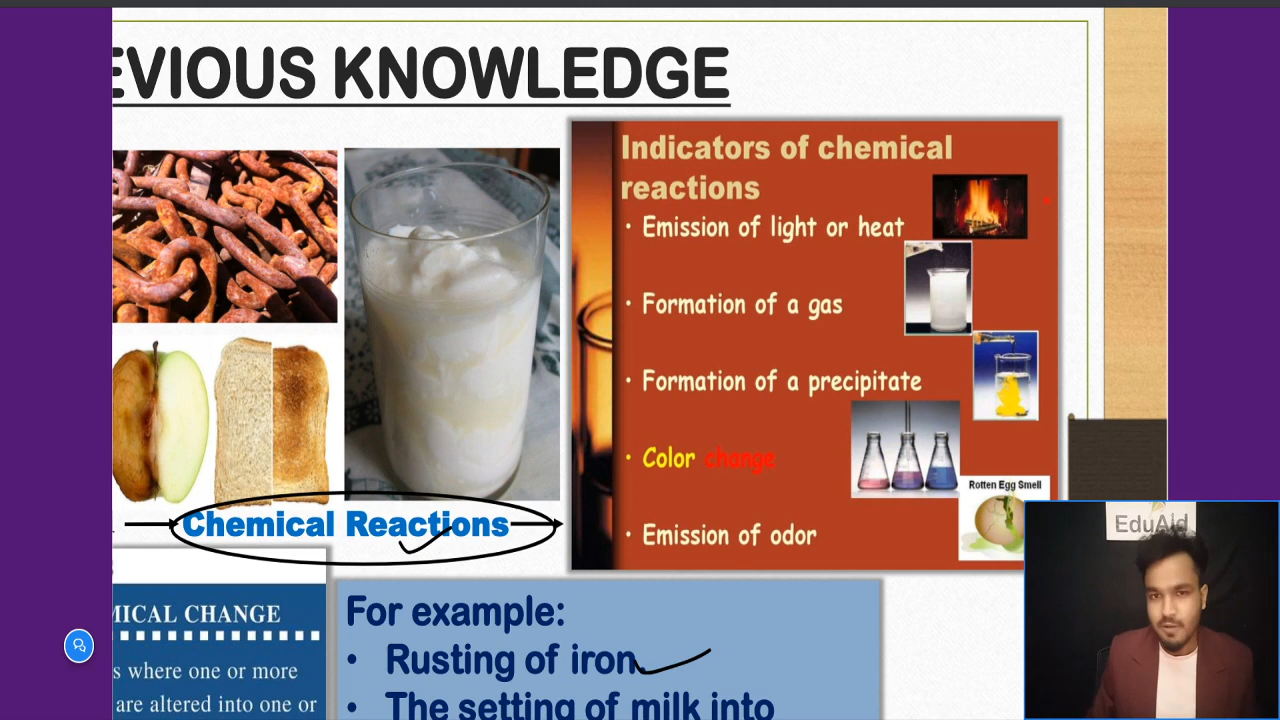 EVIOUS KNOWLEDGE
Indicators of chemical
reactions
• Emission of light or heat
• Formation of a gas
• Formation of a precipitate
• Color change
Rotten Egg Smell
• Emission of odor
Chemical Reactions
MICAL CHANGE
s where one or more
are altered into one or
For example:
• Rusting of iron.
• The setting of milk into
EduAid